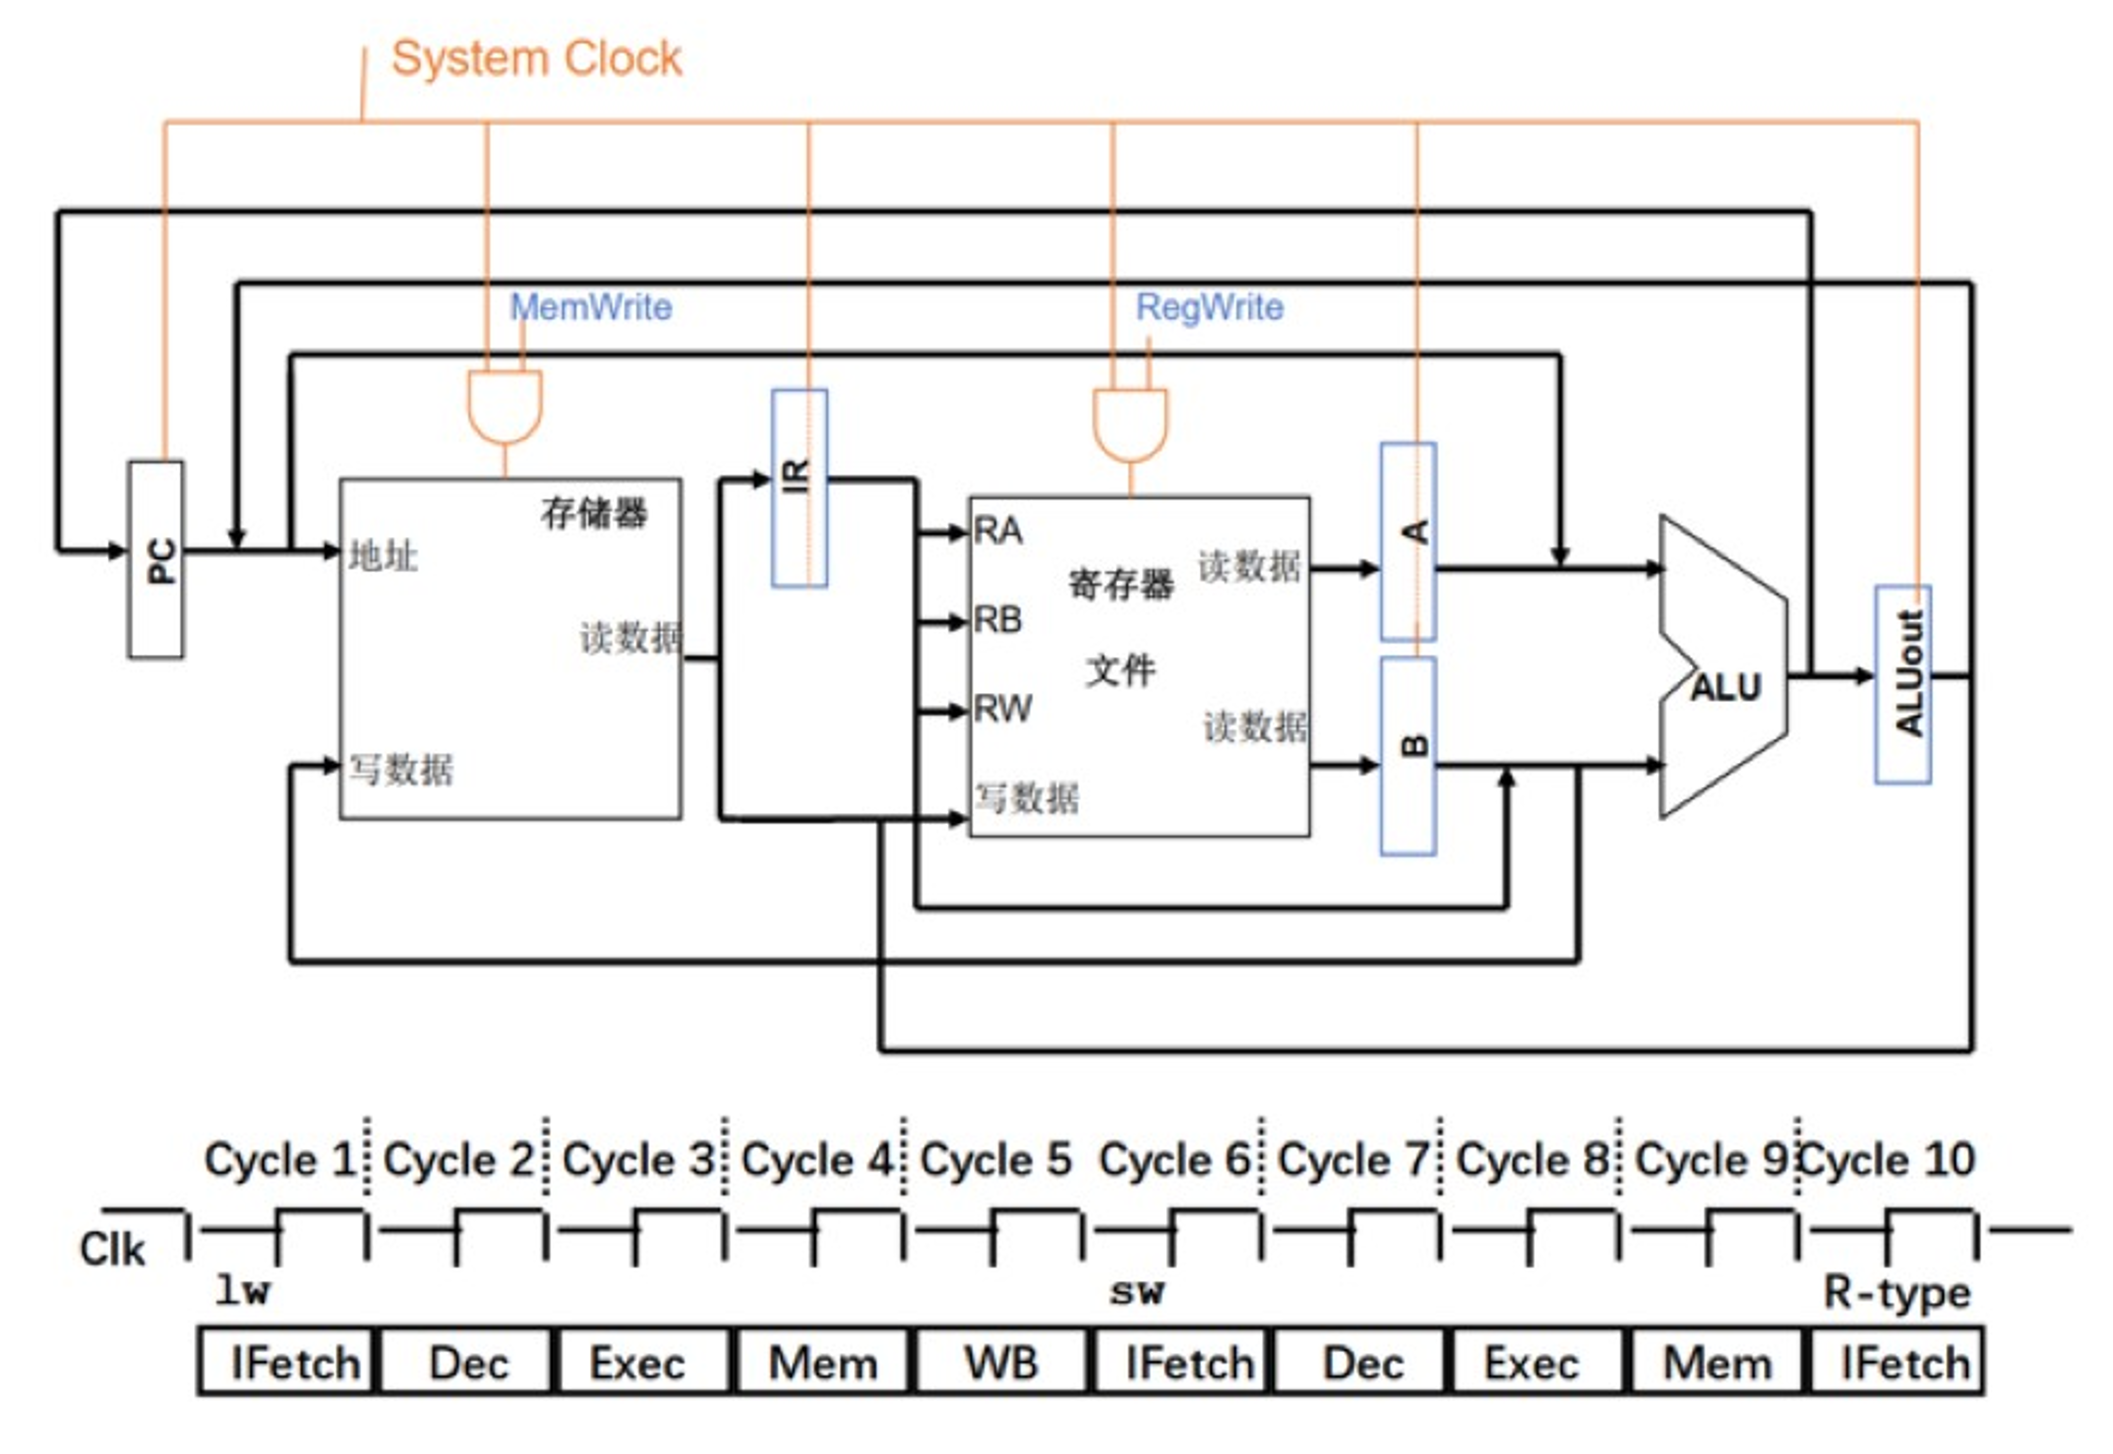 System Clock
MemWrite
RegWrite
PC
存储器
地址
读数据
写数据
IR
RA
RB
RW
写数据
寄存器
文件
读数据
读数据
A
B
ALU
ALUout
Cycle 1 Cycle 2 Cycle 3 Cycle 4 Cycle 5 Cycle 6 Cycle 7 Cycle 8 Cycle 9 Cycle 10
Clk
lw sw R-type
IFetch Dec Exec Mem WB IFetch Dec Exec Mem IFetch